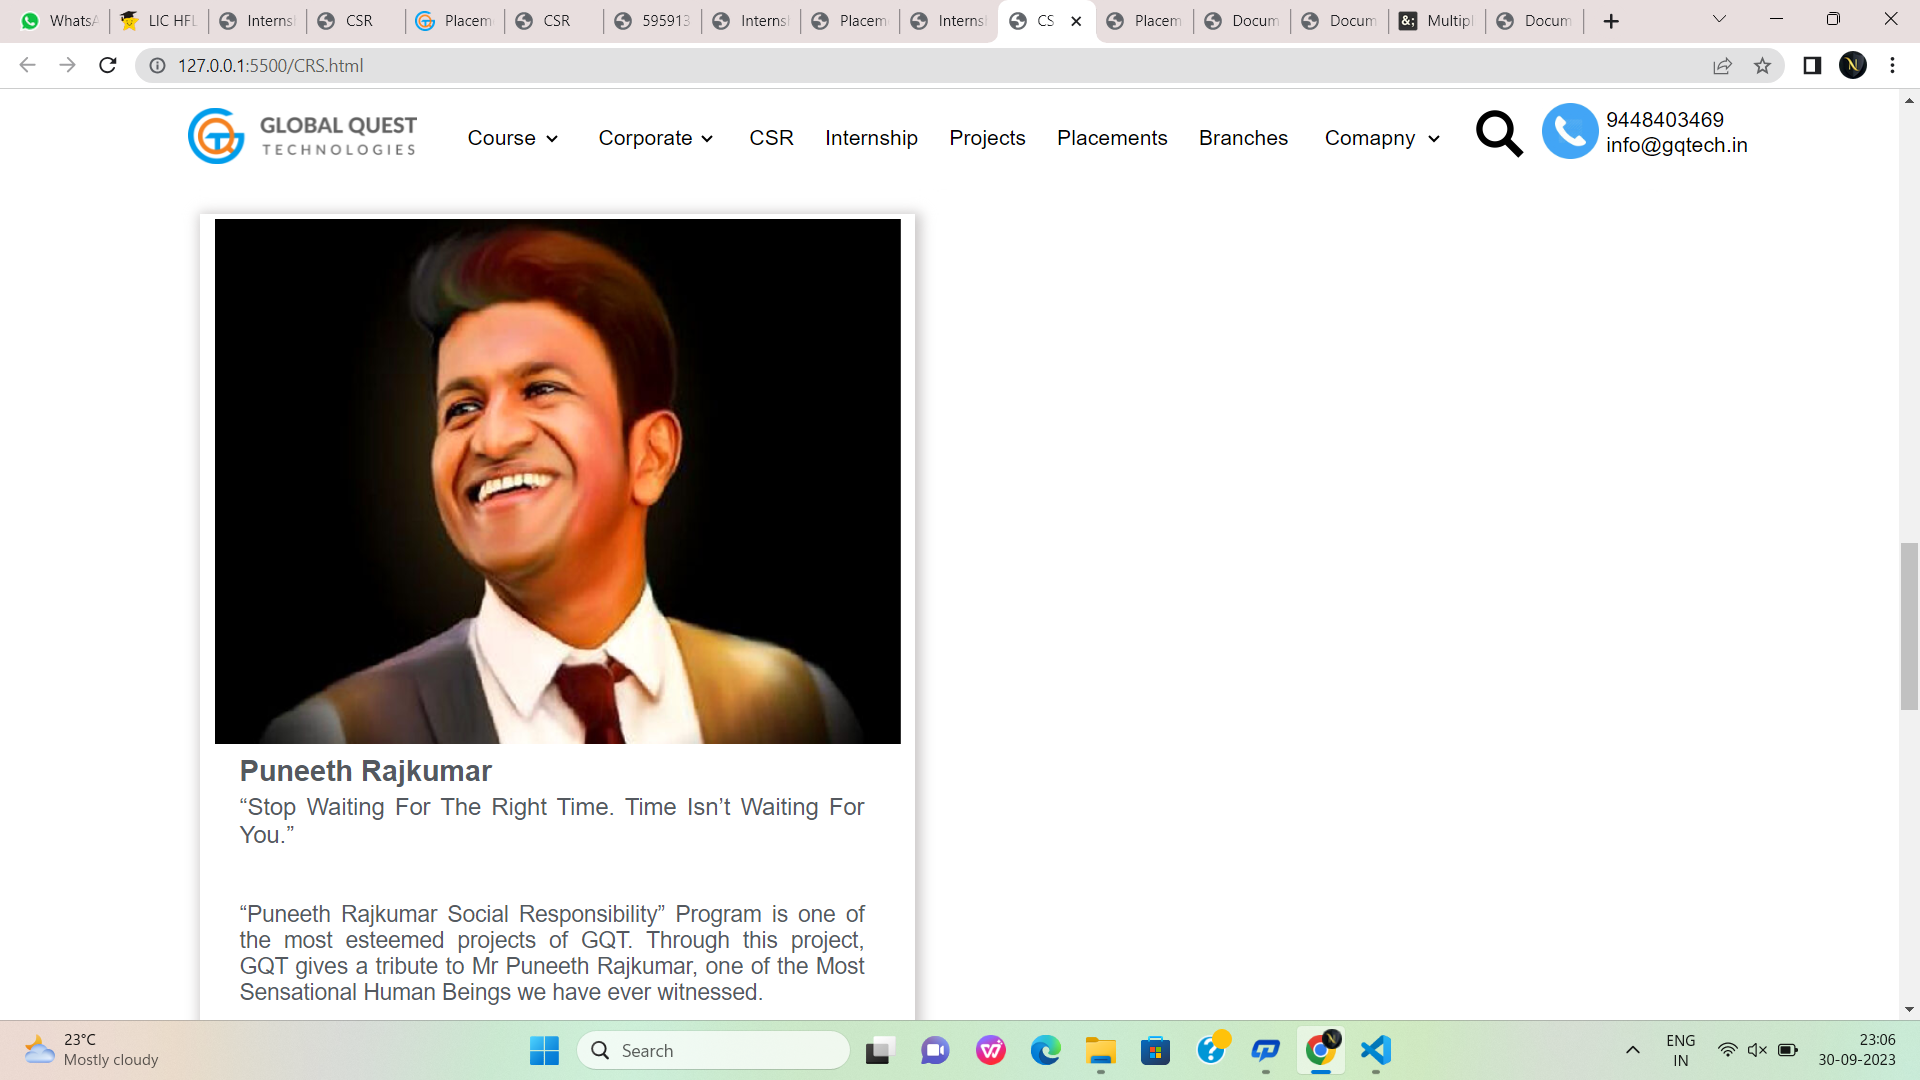 WhatsA
LIC HFL
Interns
CSR
Placem
CSR
595913
Interns
Placem
Interns
CS
Placem
Docum
Docum
&;
Multipl
Docum
127.0.0.1:5500/CRS.html
N
GLOBAL QUEST
TECHNOLOGIES
Course
Corporate
CSR
Internship
Projects
Placements
Branches
Comapny
9448403469
info@gqtech.in
Puneeth Rajkumar
“Stop Waiting For The Right Time. Time Isn’t Waiting For
You.”
“Puneeth Rajkumar Social Responsibility” Program is one of
the most esteemed projects of GQT. Through this project,
GQT gives a tribute to Mr Puneeth Rajkumar, one of the Most
Sensational Human Beings we have ever witnessed.
23°C
Mostly cloudy
Search
ENG
IN
23:06
30-09-2023